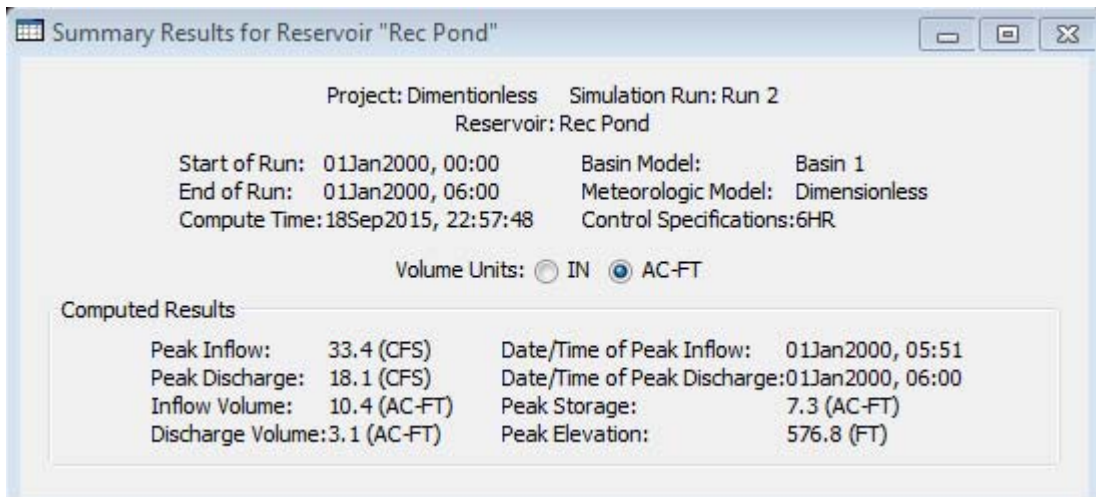 Summary Results for Reservoir "Rec Pond"
Project: Dimentionless Simulation Run: Run 2
Reservoir: Rec Pond
Start of Run: 01Jan2000, 00:00 Basin Model: Basin 1
End of Run: 01Jan2000, 06:00 Meteorologic Model: Dimensionless
Compute Time:18Sep2015, 22:57:48 Control Specifications:6HR
Volume Units: IN AC-FT
Computed Results
Peak Inflow: 33.4 (CFS) Date/Time of Peak Inflow: 01Jan2000, 05:51
Peak Discharge: 18.1 (CFS) Date/Time of Peak Discharge:01Jan2000, 06:00
Inflow Volume: 10.4 (AC-FT) Peak Storage: 7.3 (AC-FT)
Discharge Volume:3.1 (AC-FT) Peak Elevation: 576.8 (FT)